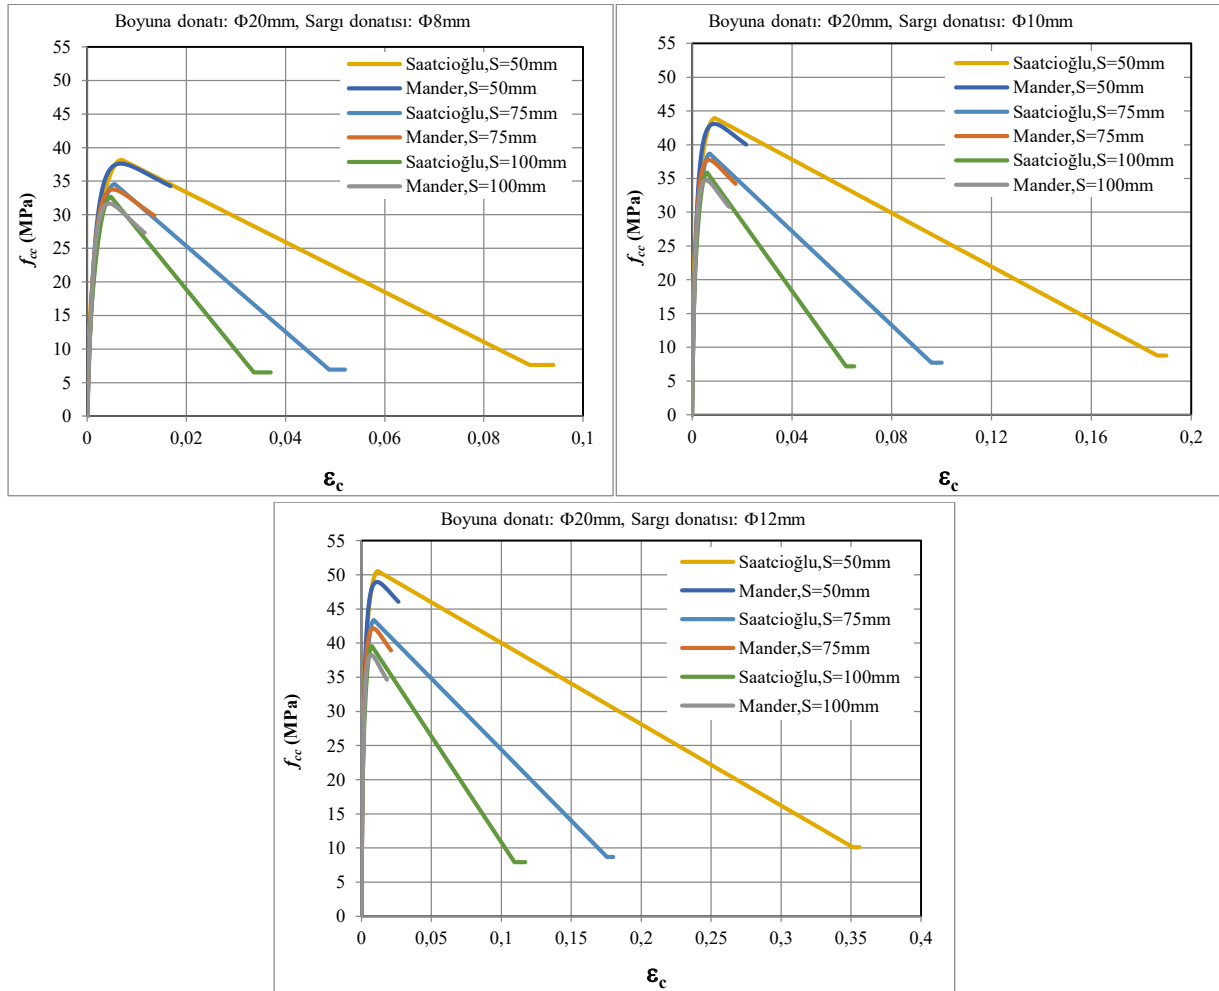 Boyuna donatı: Φ20mm, Sargı donatısı: Φ8mm
55
50
45
40
35
30
25
20
15
10
5
0
f_cc (MPa)
Saatcioğlu,S=50mm
Mander,S=50mm
Saatcioğlu,S=75mm
Mander,S=75mm
Saatcioğlu,S=100mm
Mander,S=100mm
0 0,02 0,04 0,06 0,08 0,1
ε_c
Boyuna donatı: Φ20mm, Sargı donatısı: Φ10mm
55
50
45
40
35
30
25
20
15
10
5
0
f_cc (MPa)
Saatcioğlu,S=50mm
Mander,S=50mm
Saatcioğlu,S=75mm
Mander,S=75mm
Saatcioğlu,S=100mm
Mander,S=100mm
0 0,04 0,08 0,12 0,16 0,2
ε_c
Boyuna donatı: Φ20mm, Sargı donatısı: Φ12mm
55
50
45
40
35
30
25
20
15
10
5
0
f_cc (MPa)
Saatcioğlu,S=50mm
Mander,S=50mm
Saatcioğlu,S=75mm
Mander,S=75mm
Saatcioğlu,S=100mm
Mander,S=100mm
0 0,05 0,1 0,15 0,2 0,25 0,3 0,35 0,4
ε_c